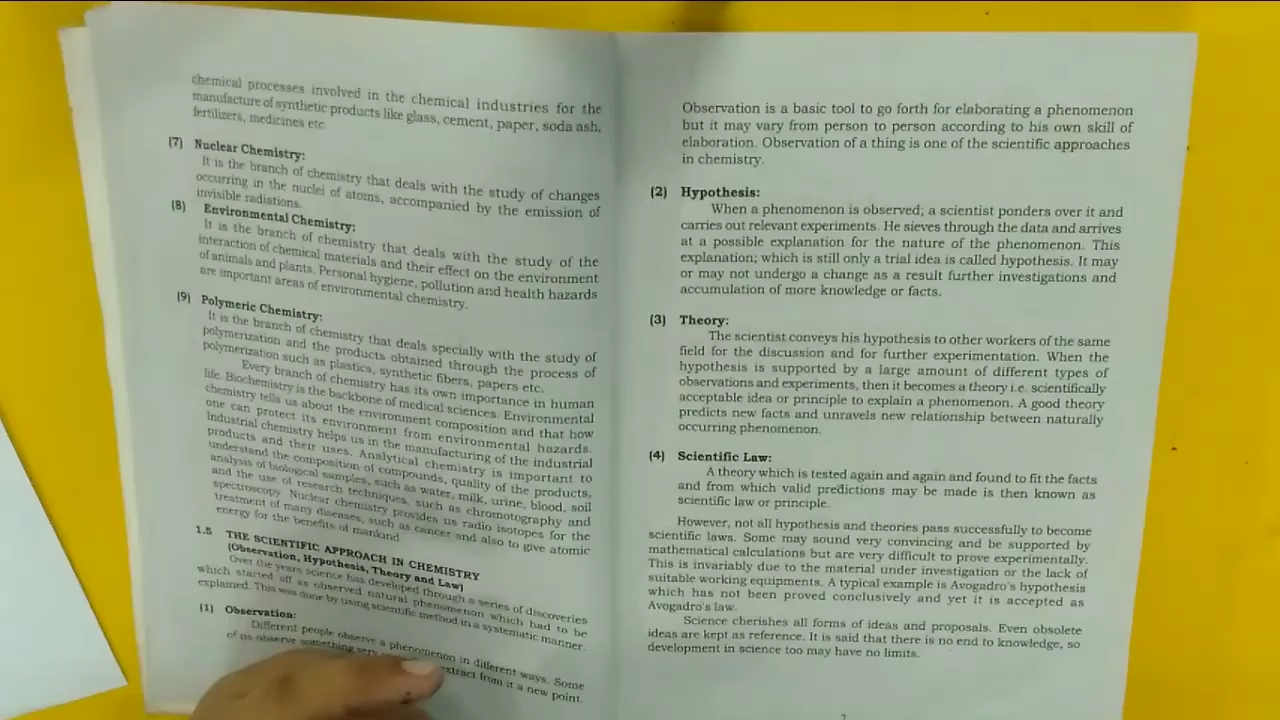 chemical processes involved in the chemical industries for the
manufacture of synthetic products like glass, cement, paper, soda ash,
fertilizers, medicines etc.
(7) Nuclear Chemistry:
It is the branch of chemistry that deals with the study of changes
occurring in the nuclei of atoms, accompanied by the emission of
invisible radiations.
(8) Environmental Chemistry:
It is the branch of chemistry that deals with the study of the
interaction of chemical materials and their effect on the environment
of animals and plants. Personal hygiene, pollution and health hazards
are important areas of environmental chemistry.
(9) Polymeric Chemistry:
It is the branch of chemistry that deals specially with the study of
polymerization and the products obtained through the process of
polymerization such as plastics, synthetic fibers, papers etc.
Every branch of chemistry has its own importance in human
life. Biochemistry is the backbone of medical sciences. Environmental
chemistry tells us about the environment composition and that how
one can protect its environment from environmental hazards.
Industrial chemistry helps us in the manufacturing of the industrial
products and their uses. Analytical chemistry is important to
understand the composition of compounds, quality of the products,
analysis of biological samples, such as water, milk, urine, blood, soil
and the use of research techniques, such as chromotography and
spectroscopy. Nuclear chemistry provides us radio isotopes for the
treatment of many diseases, such as cancer and also to give atomic
energy for the benefits of mankind.
1.5 THE SCIENTIFIC APPROACH IN CHEMISTRY
(Observation, Hypothesis, Theory and Law)
Over the years science has developed through a series of discoveries
which started off as observed natural phenomenon which had to be
explained. This was done by using scientific method in a systematic manner.
(1) Observation:
Different people observe a phenomenon in different ways. Some
of us observe something very extract from it a new point.
Observation is a basic tool to go forth for elaborating a phenomenon
but it may vary from person to person according to his own skill of
elaboration. Observation of a thing is one of the scientific approaches
in chemistry.
(2) Hypothesis:
When a phenomenon is observed; a scientist ponders over it and
carries out relevant experiments. He sieves through the data and arrives
at a possible explanation for the nature of the phenomenon. This
explanation; which is still only a trial idea is called hypothesis. It may
or may not undergo a change as a result further investigations and
accumulation of more knowledge or facts.
(3) Theory:
The scientist conveys his hypothesis to other workers of the same
field for the discussion and for further experimentation. When the
hypothesis is supported by a large amount of different types of
observations and experiments, then it becomes a theory i.e. scientifically
acceptable idea or principle to explain a phenomenon. A good theory
predicts new facts and unravels new relationship between naturally
occurring phenomenon.
(4) Scientific Law:
A theory which is tested again and again and found to fit the facts
and from which valid predictions may be made is then known as
scientific law or principle.
However, not all hypothesis and theories pass successfully to become
scientific laws. Some may sound very convincing and be supported by
mathematical calculations but are very difficult to prove experimentally.
This is invariably due to the material under investigation or the lack of
suitable working equipments. A typical example is Avogadro's hypothesis
which has not been proved conclusively and yet it is accepted as
Avogadro's law.
Science cherishes all forms of ideas and proposals. Even obsolete
ideas are kept as reference. It is said that there is no end to knowledge, so
development in science too may have no limits.